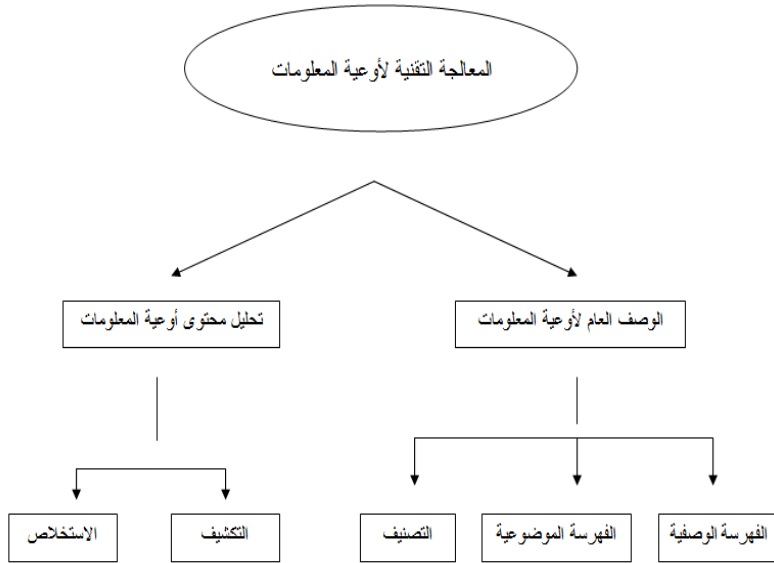 المعالجة التقنية لأوعية المعلومات
الوصف العام لأوعية المعلومات
تحليل محتوى أوعية المعلومات
الفهرسة الوصفية
الفهرسة الموضوعية
التصنيف
التكشيف
الاستخلاص